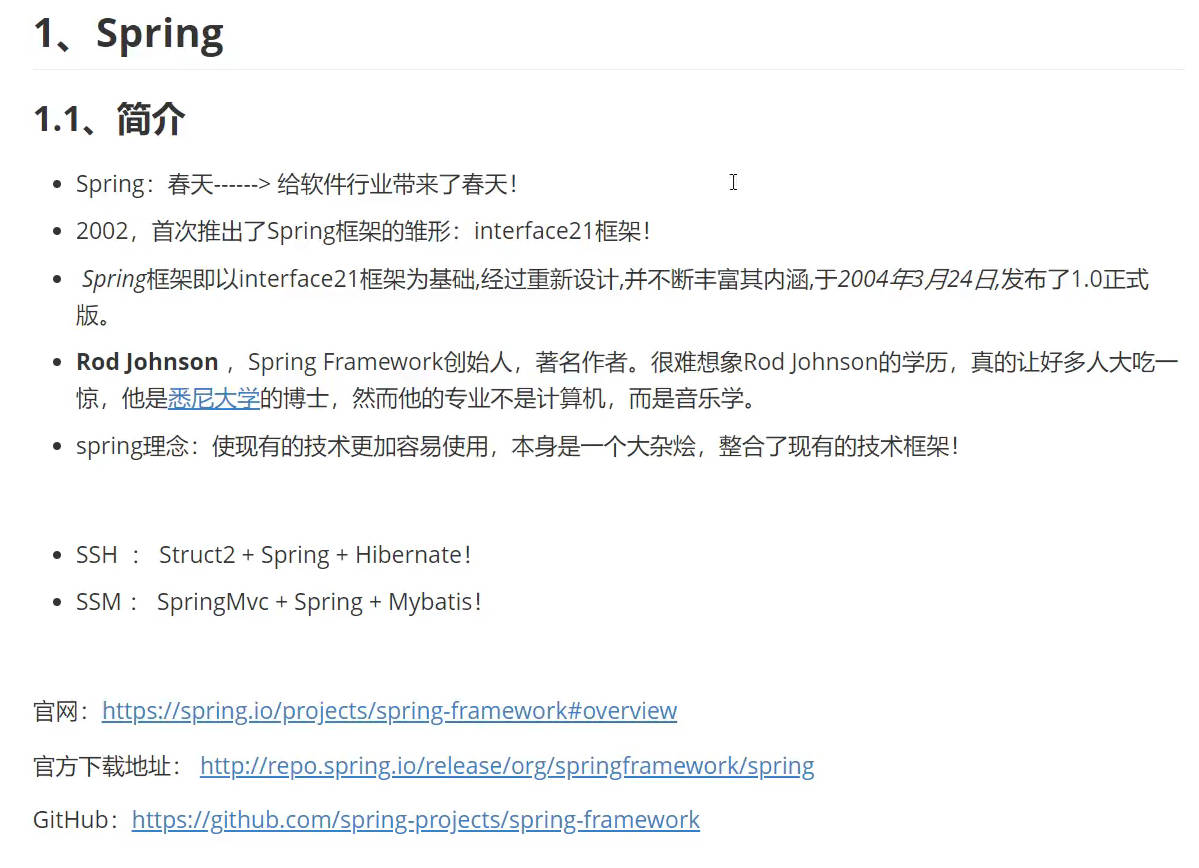 1、Spring
1.1、简介
Spring：春天------> 给软件行业带来了春天！
2002，首次推出了Spring框架的雏形：interface21框架！
Spring框架即以interface21框架为基础,经过重新设计,并不断丰富其内涵,于2004年3月24日,发布了1.0正式
版。
Rod Johnson ，Spring Framework创始人，著名作者。很难想象Rod Johnson的学历，真的让好多人大吃一
惊，他是悉尼大学的博士，然而他的专业不是计算机，而是音乐学。
spring理念：使现有的技术更加容易使用，本身是一个大杂烩，整合了现有的技术框架！
SSH ： Struct2 + Spring + Hibernate！
SSM ： SpringMvc + Spring + Mybatis！
官网：https://spring.io/projects/spring-framework#overview
官方下载地址： http://repo.spring.io/release/org/springframework/spring
GitHub：https://github.com/spring-projects/spring-framework